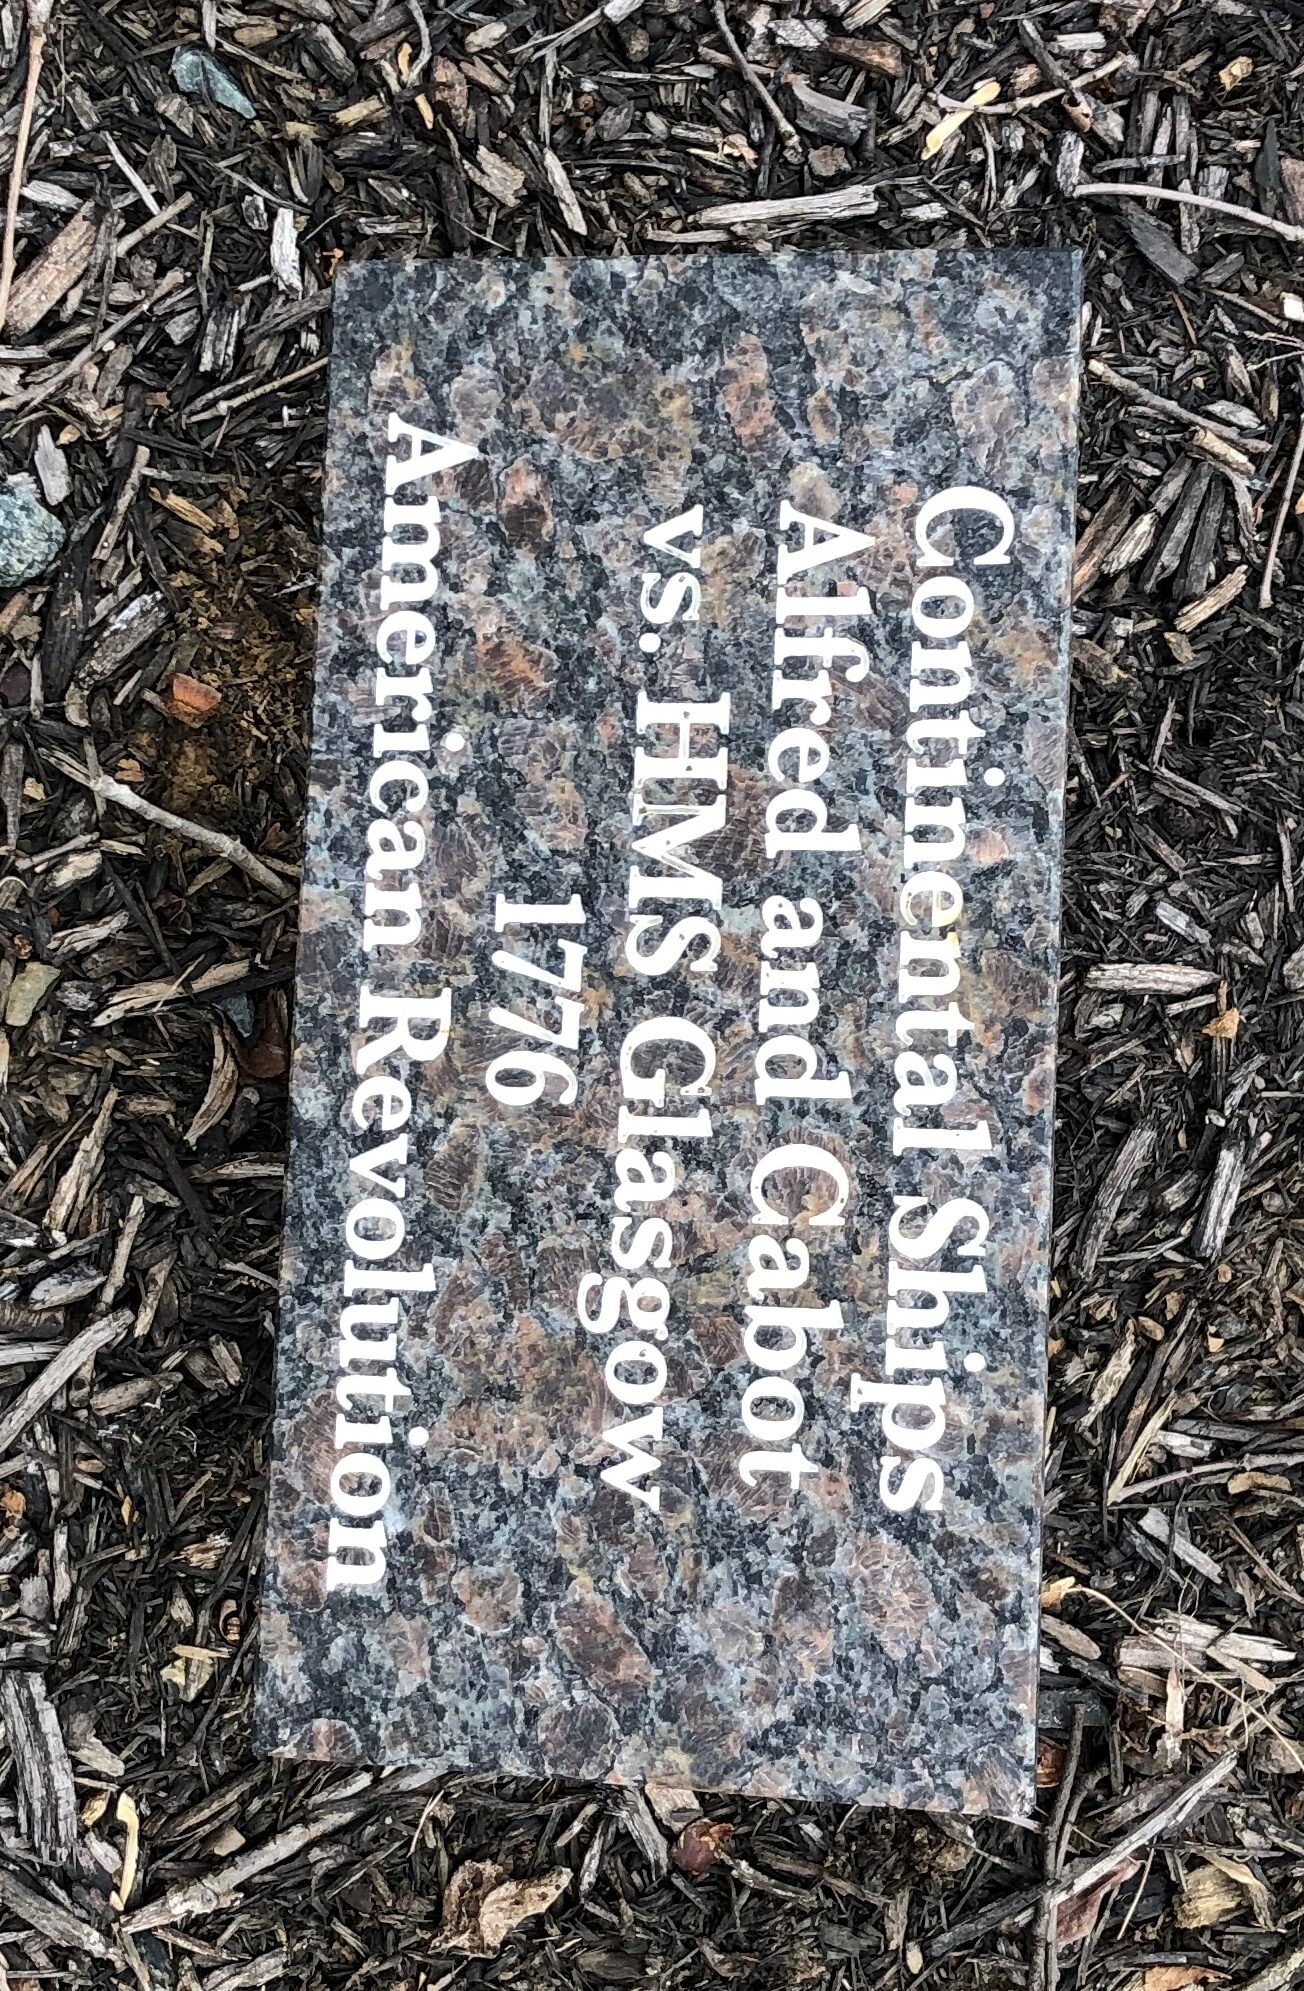 Continental Ships
Alfred and Cabot
vs. HMS Glasgow
1776
American Revolution